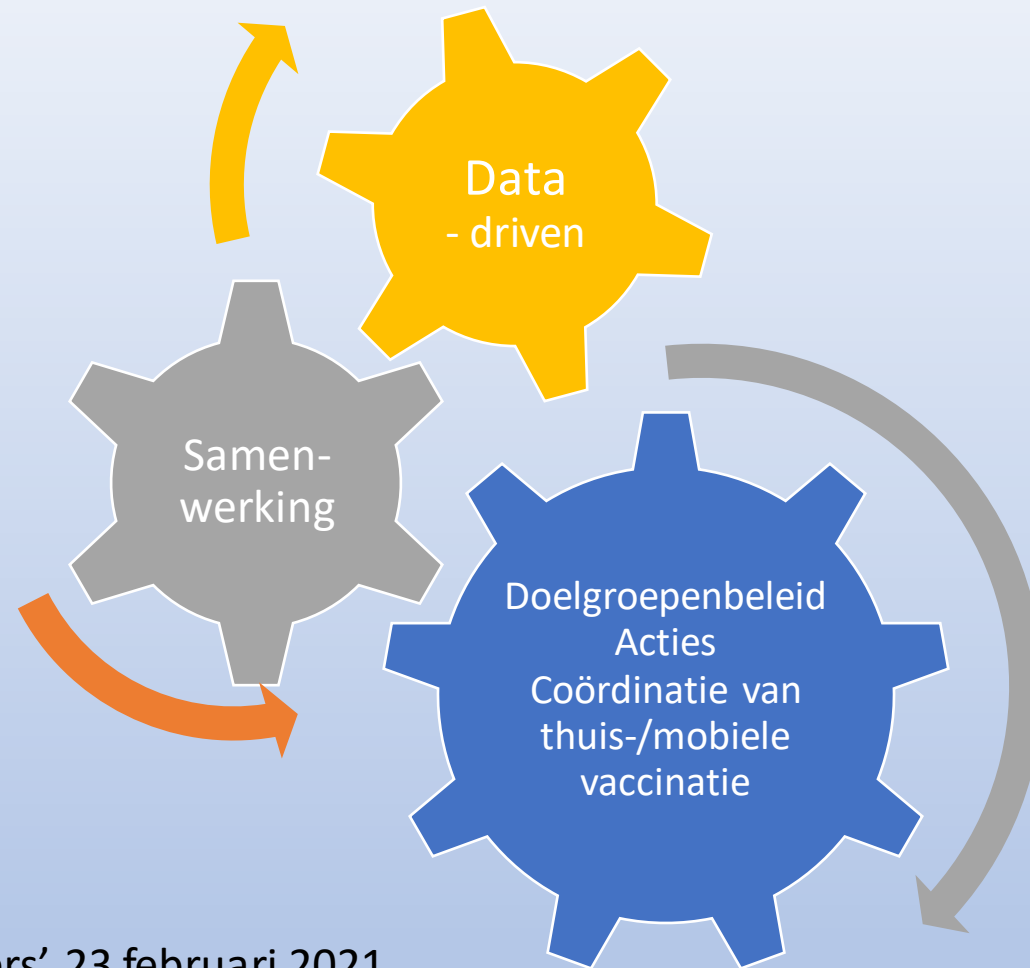 Data
- driven
Samen-
werking
Doelgroepenbeleid
Acties
Coördinatie van
thuis-/mobiele
vaccinatie
23 februari 2021